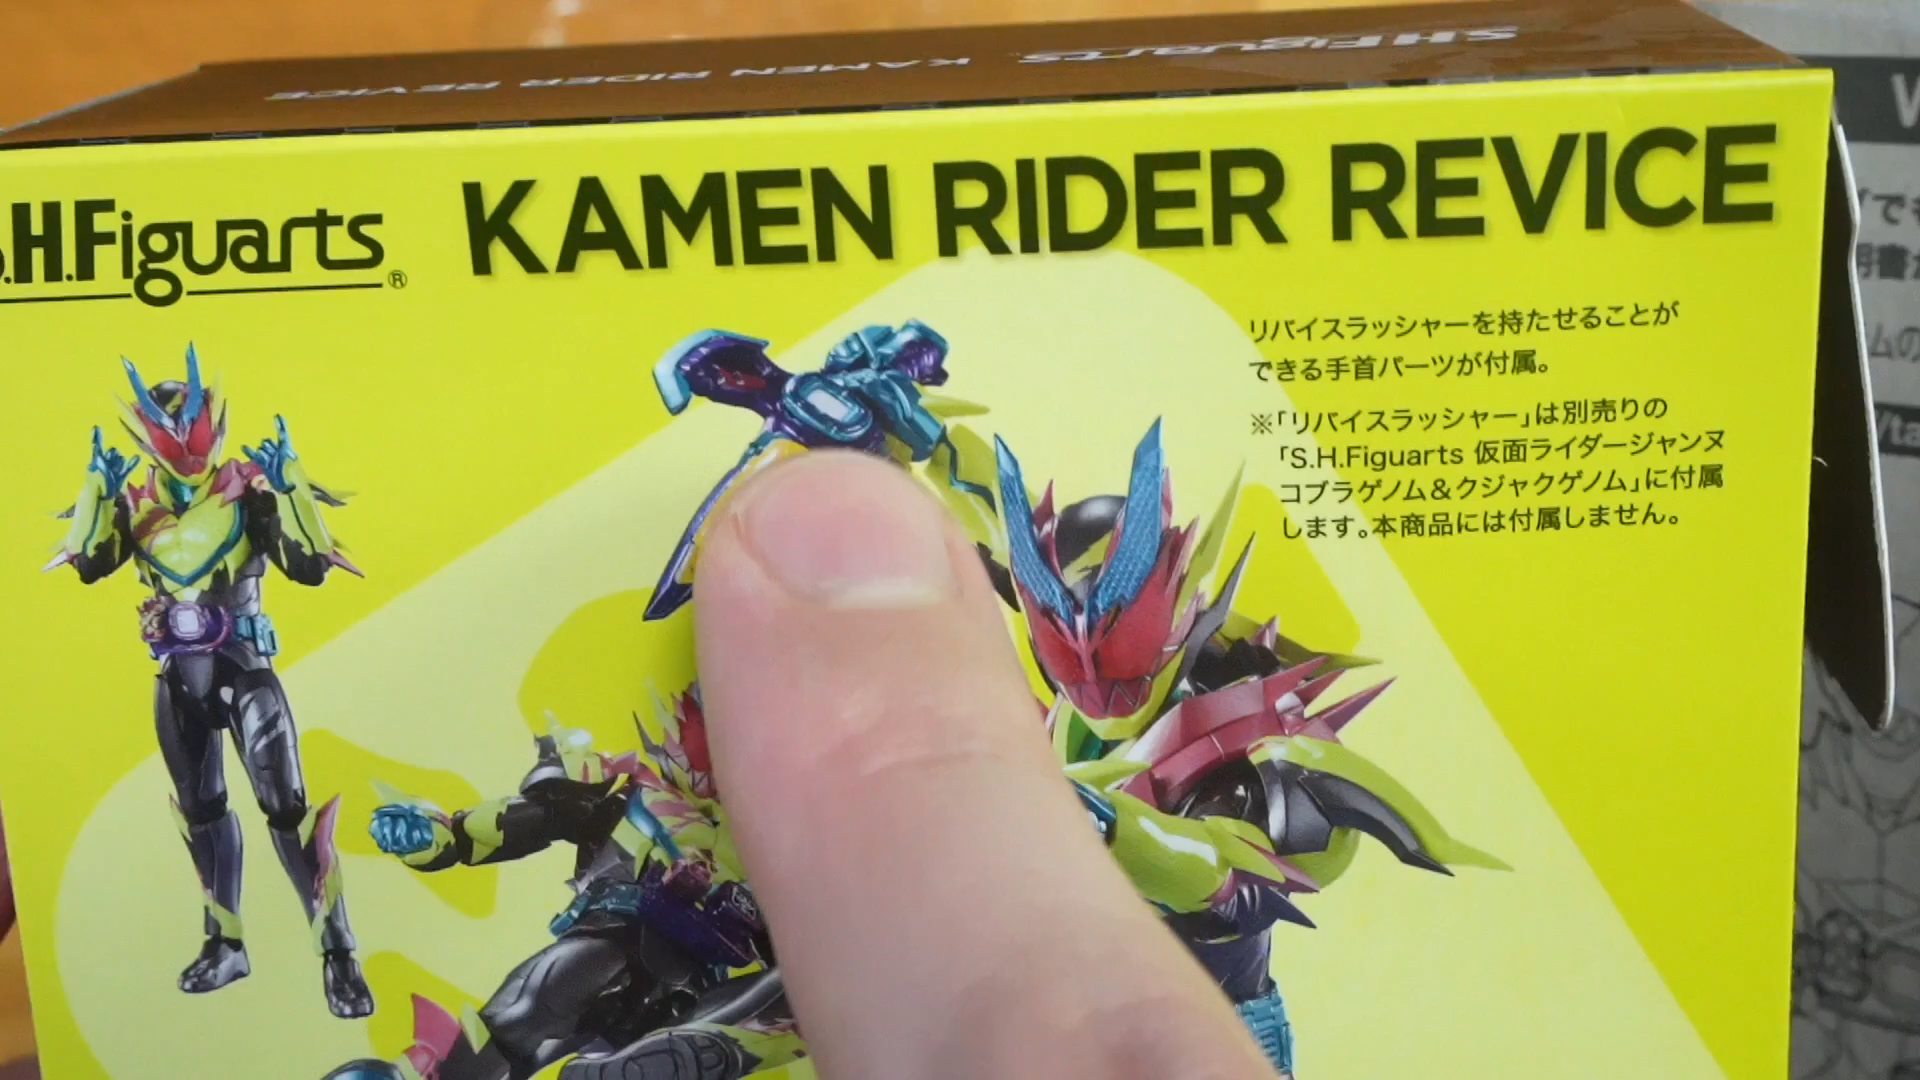 S.H.Figuarts KAMEN RIDER REVICE
S.H.Figuarts® KAMEN RIDER REVICE
リバイスラッシャーを持たせることが
できる手首パーツが付属。
※「リバイスラッシャー」は別売りの
「S.H.Figuarts 仮面ライダージャンヌ
コブラゲノム&クジャクゲノム」に付属
します。本商品には付属しません。